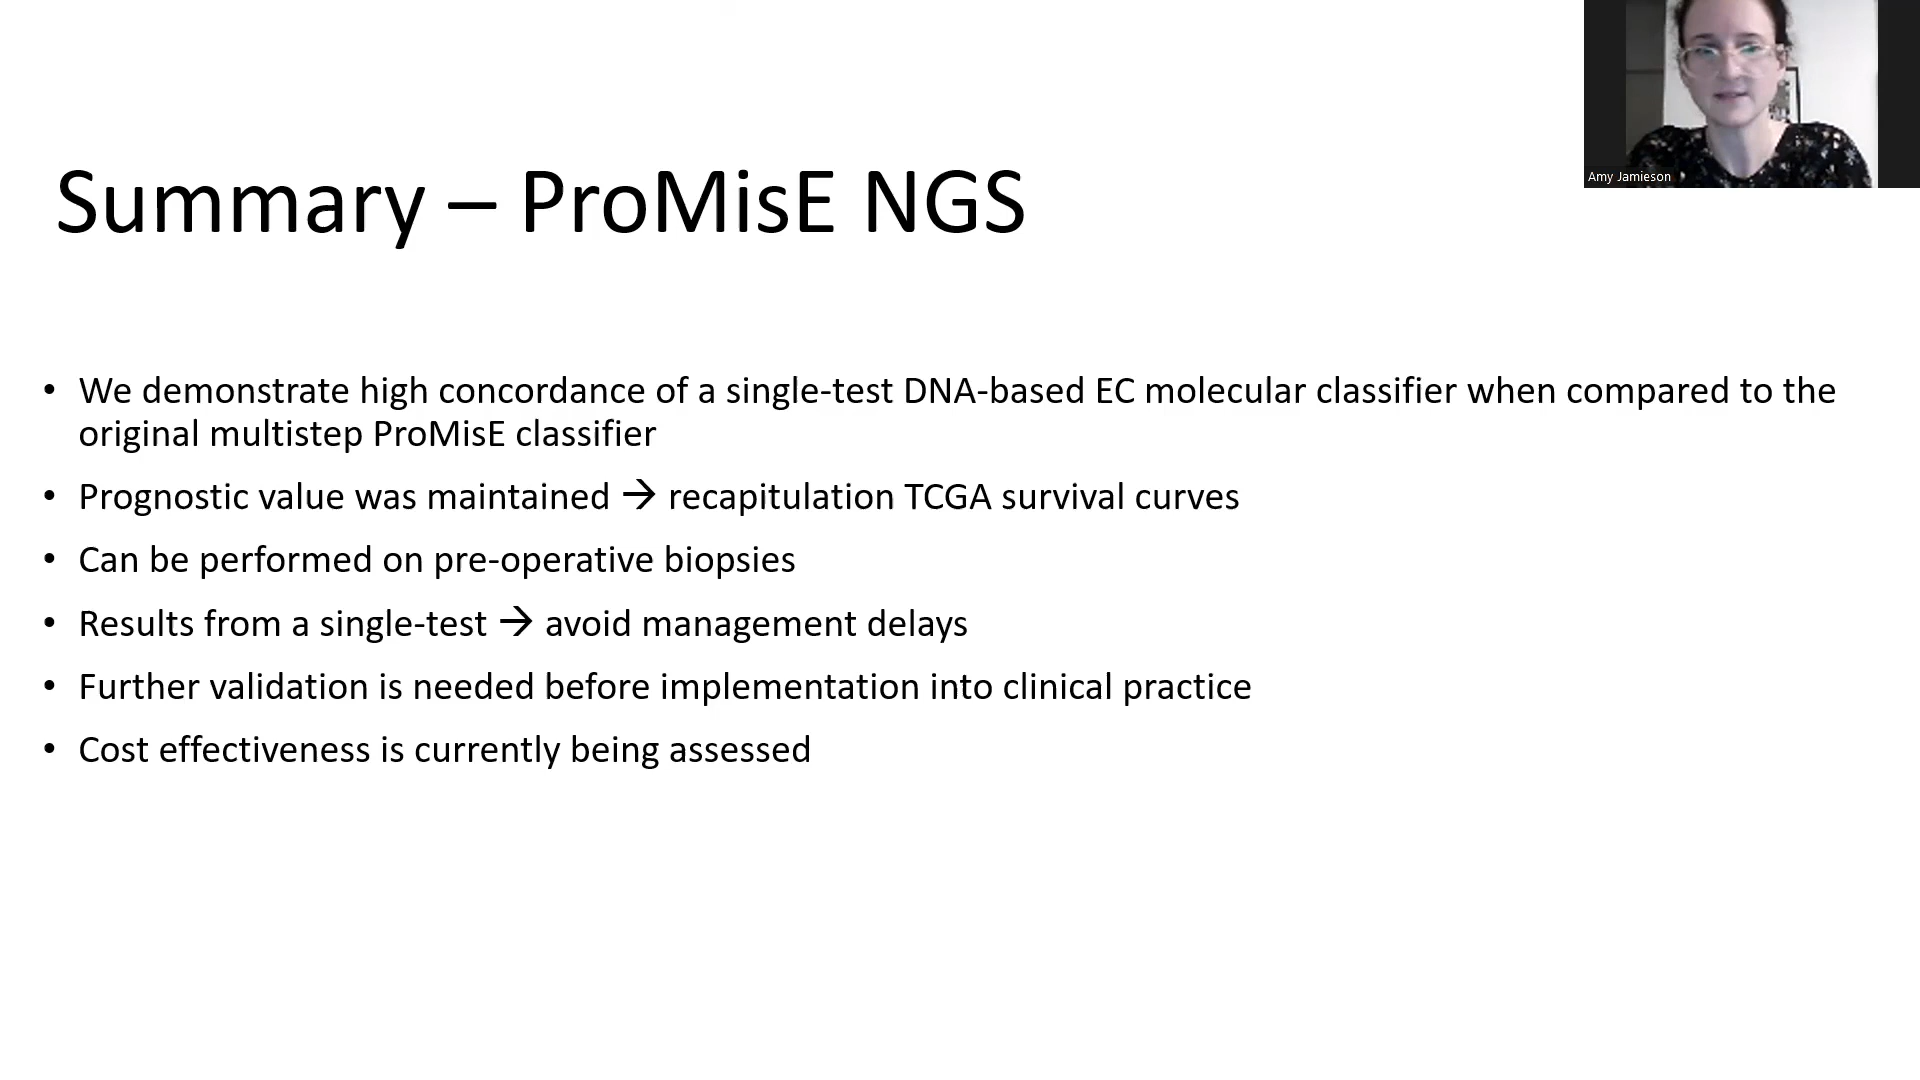 Amy Jamieson
Summary – ProMisE NGS
• We demonstrate high concordance of a single-test DNA-based EC molecular classifier when compared to the
original multistep ProMisE classifier
• Prognostic value was maintained → recapitulation TCGA survival curves
• Can be performed on pre-operative biopsies
• Results from a single-test → avoid management delays
• Further validation is needed before implementation into clinical practice
• Cost effectiveness is currently being assessed